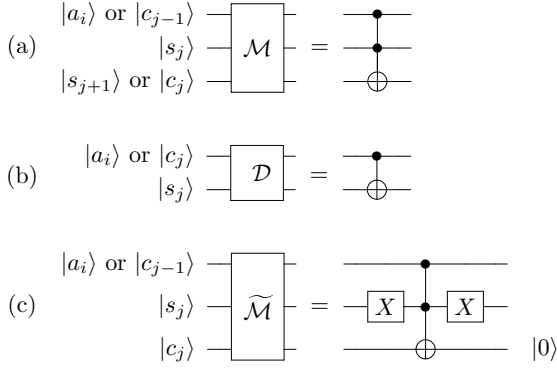 |a_i⟩ or |c_{j−1}⟩
(a) |s_j⟩ ℳ =
|s_{j+1}⟩ or |c_j⟩
|a_i⟩ or |c_j⟩
(b) 𝒟 =
|s_j⟩
|a_i⟩ or |c_{j−1}⟩
(c) |s_j⟩ ℳ̃ = X X
|c_j⟩ |0⟩